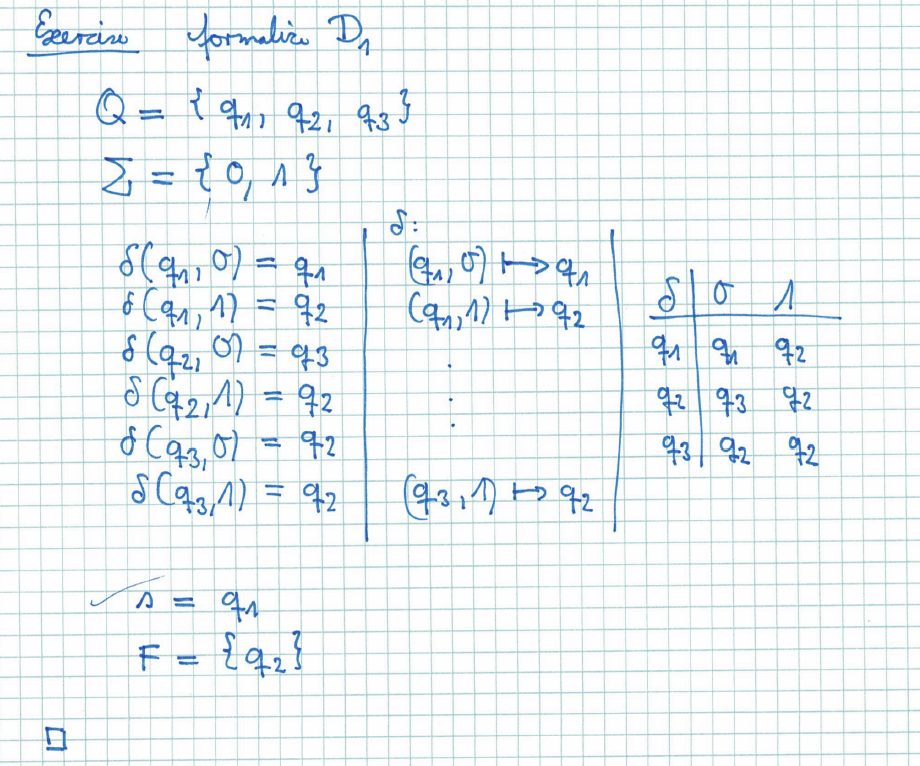 Exercise formalize D₁
Q = { q₁, q₂, q₃ }
Σ = { 0, 1 }
δ(q₁, 0) = q₁
δ(q₁, 1) = q₂
δ(q₂, 0) = q₃
δ(q₂, 1) = q₂
δ(q₃, 0) = q₂
δ(q₃, 1) = q₂
δ:
(q₁, 0) ↦ q₁
(q₁, 1) ↦ q₂
⋮
(q₃, 1) ↦ q₂
δ | 0 1
q₁ | q₁ q₂
q₂ | q₃ q₂
q₃ | q₂ q₂
s = q₁
F = {q₂}
□